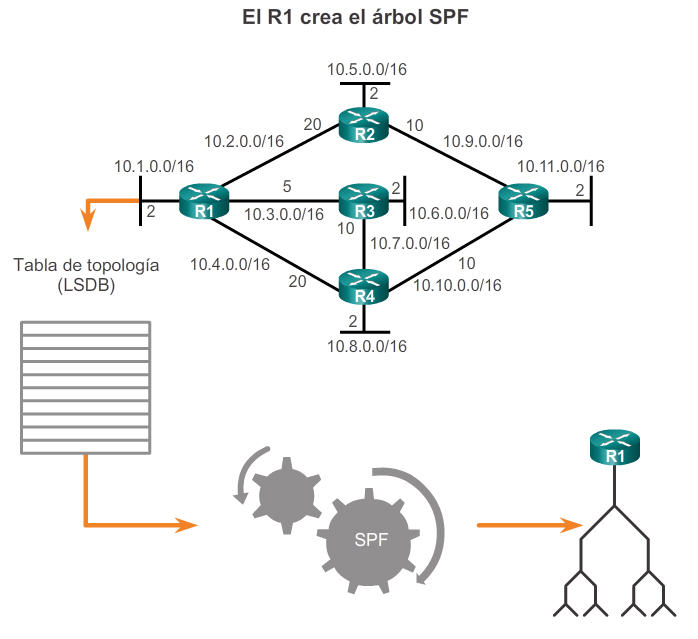 El R1 crea el árbol SPF
10.5.0.0/16
2
20
R2
10
10.2.0.0/16
10.9.0.0/16
10.1.0.0/16
10.11.0.0/16
2
R1
5
10.3.0.0/16
R3
2
10.6.0.0/16
R5
2
10
10.7.0.0/16
10.4.0.0/16
20
R4
10
10.10.0.0/16
2
10.8.0.0/16
Tabla de topología
(LSDB)
SPF
R1